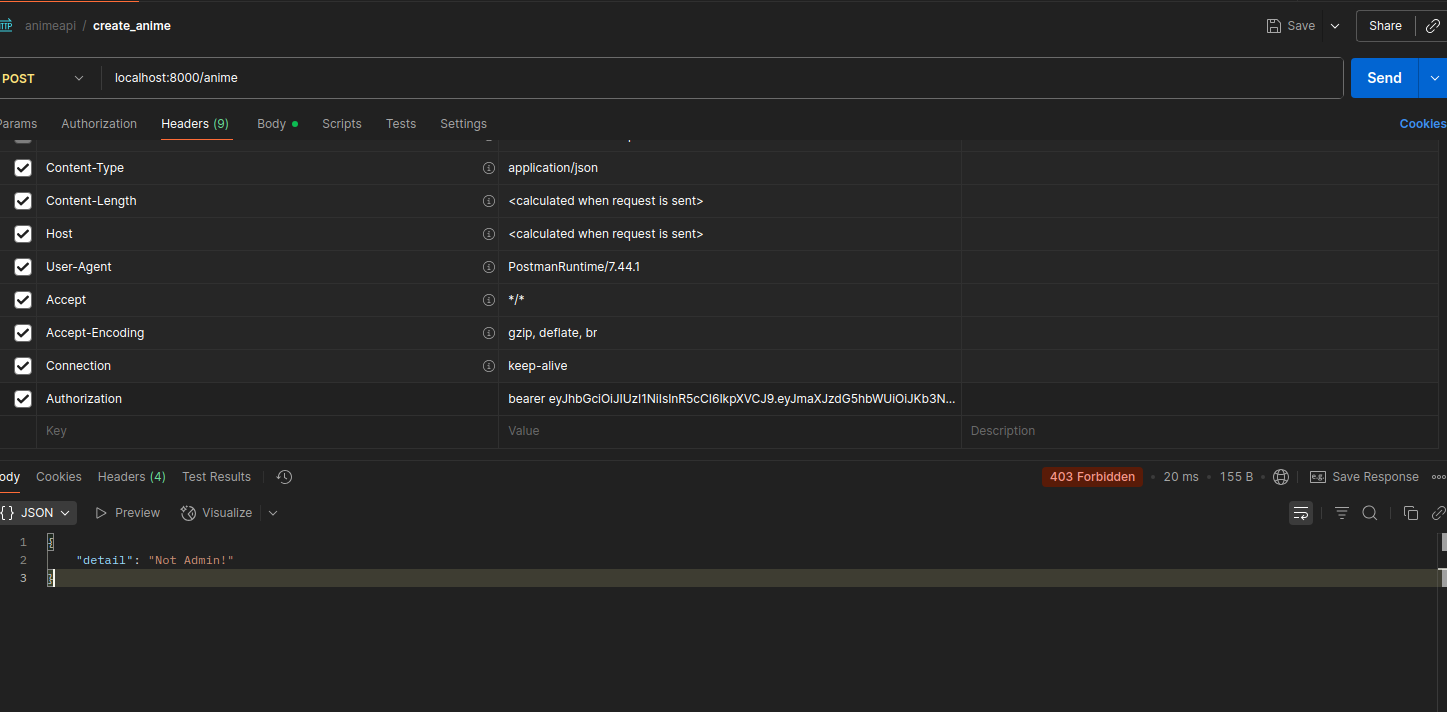 HTTP animeapi / create_anime Save Share
POST localhost:8000/anime Send
Params Authorization Headers (9) Body Scripts Tests Settings Cookies
Content-Type application/json
Content-Length <calculated when request is sent>
Host <calculated when request is sent>
User-Agent PostmanRuntime/7.44.1
Accept */*
Accept-Encoding gzip, deflate, br
Connection keep-alive
Authorization bearer eyJhbGciOiJIUzI1NiIsInR5cCI6IkpXVCJ9.eyJmaXJzdG5hbWUiOiJKb3N...
Key Value Description
ody Cookies Headers (4) Test Results 403 Forbidden • 20 ms • 155 B • e.g. Save Response
{} JSON Preview Visualize
1 {
2 "detail": "Not Admin!"
3 }